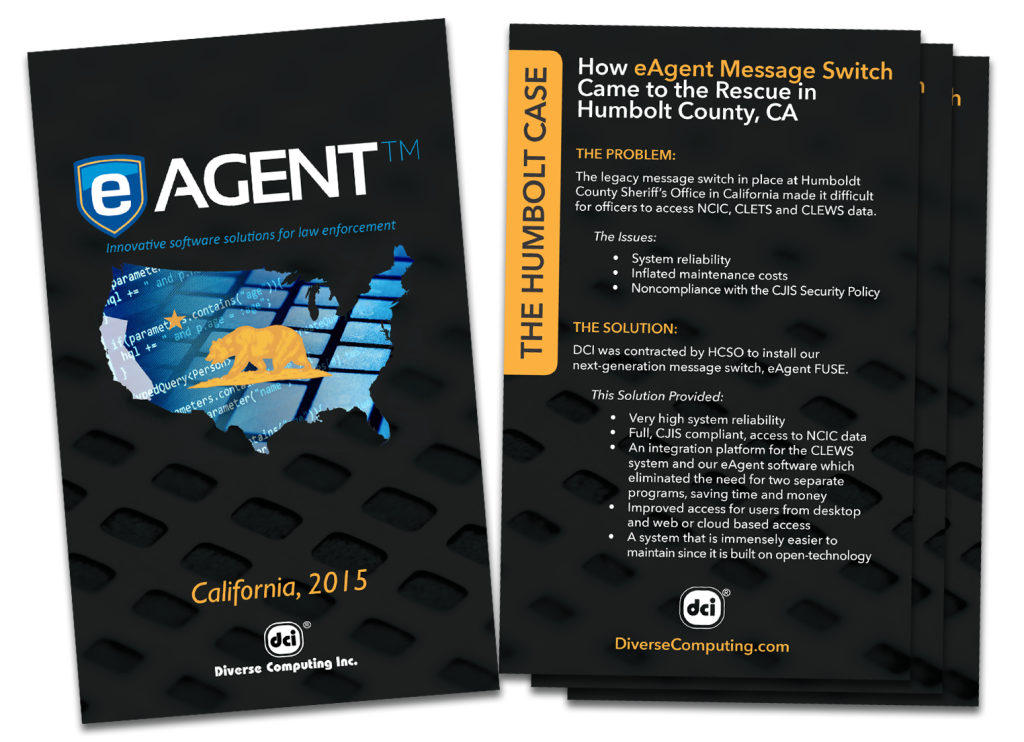 e AGENT™
Innovative software solutions for law enforcement
California, 2015
dci®
Diverse Computing Inc.
THE HUMBOLT CASE
How eAgent Message Switch
Came to the Rescue in
Humbolt County, CA
THE PROBLEM:
The legacy message switch in place at Humboldt
County Sheriff's Office in California made it difficult
for officers to access NCIC, CLETS and CLEWS data.
The Issues:
• System reliability
• Inflated maintenance costs
• Noncompliance with the CJIS Security Policy
THE SOLUTION:
DCI was contracted by HCSO to install our
next-generation message switch, eAgent FUSE.
This Solution Provided:
• Very high system reliability
• Full, CJIS compliant, access to NCIC data
• An integration platform for the CLEWS
system and our eAgent software which
eliminated the need for two separate
programs, saving time and money
• Improved access for users from desktop
and web or cloud based access
• A system that is immensely easier to
maintain since it is built on open-technology
dci®
DiverseComputing.com